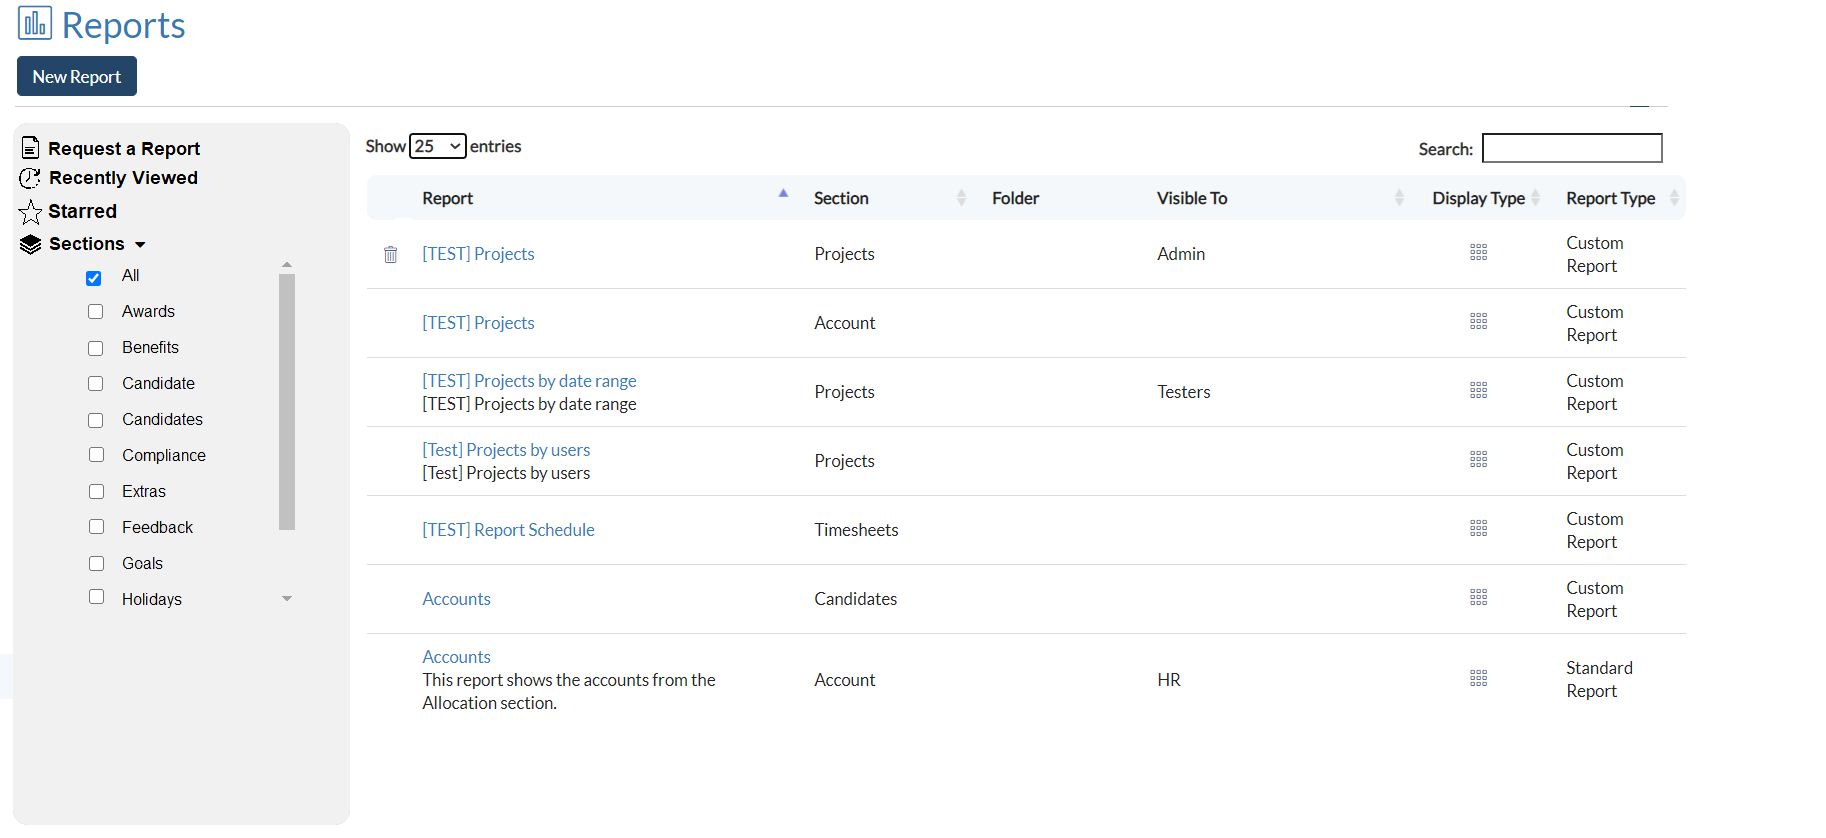 Reports
New Report
Request a Report
Recently Viewed
Starred
Sections
All
Awards
Benefits
Candidate
Candidates
Compliance
Extras
Feedback
Goals
Holidays
Show 25 entries
Search:
Report Section Folder Visible To Display Type Report Type
[TEST] Projects Projects Admin Custom
Report
[TEST] Projects Account Custom
Report
[TEST] Projects by date range
[TEST] Projects by date range Projects Testers Custom
Report
[Test] Projects by users
[Test] Projects by users Projects Custom
Report
[TEST] Report Schedule Timesheets Custom
Report
Accounts Candidates Custom
Report
Accounts
This report shows the accounts from the
Allocation section. Account HR Standard
Report